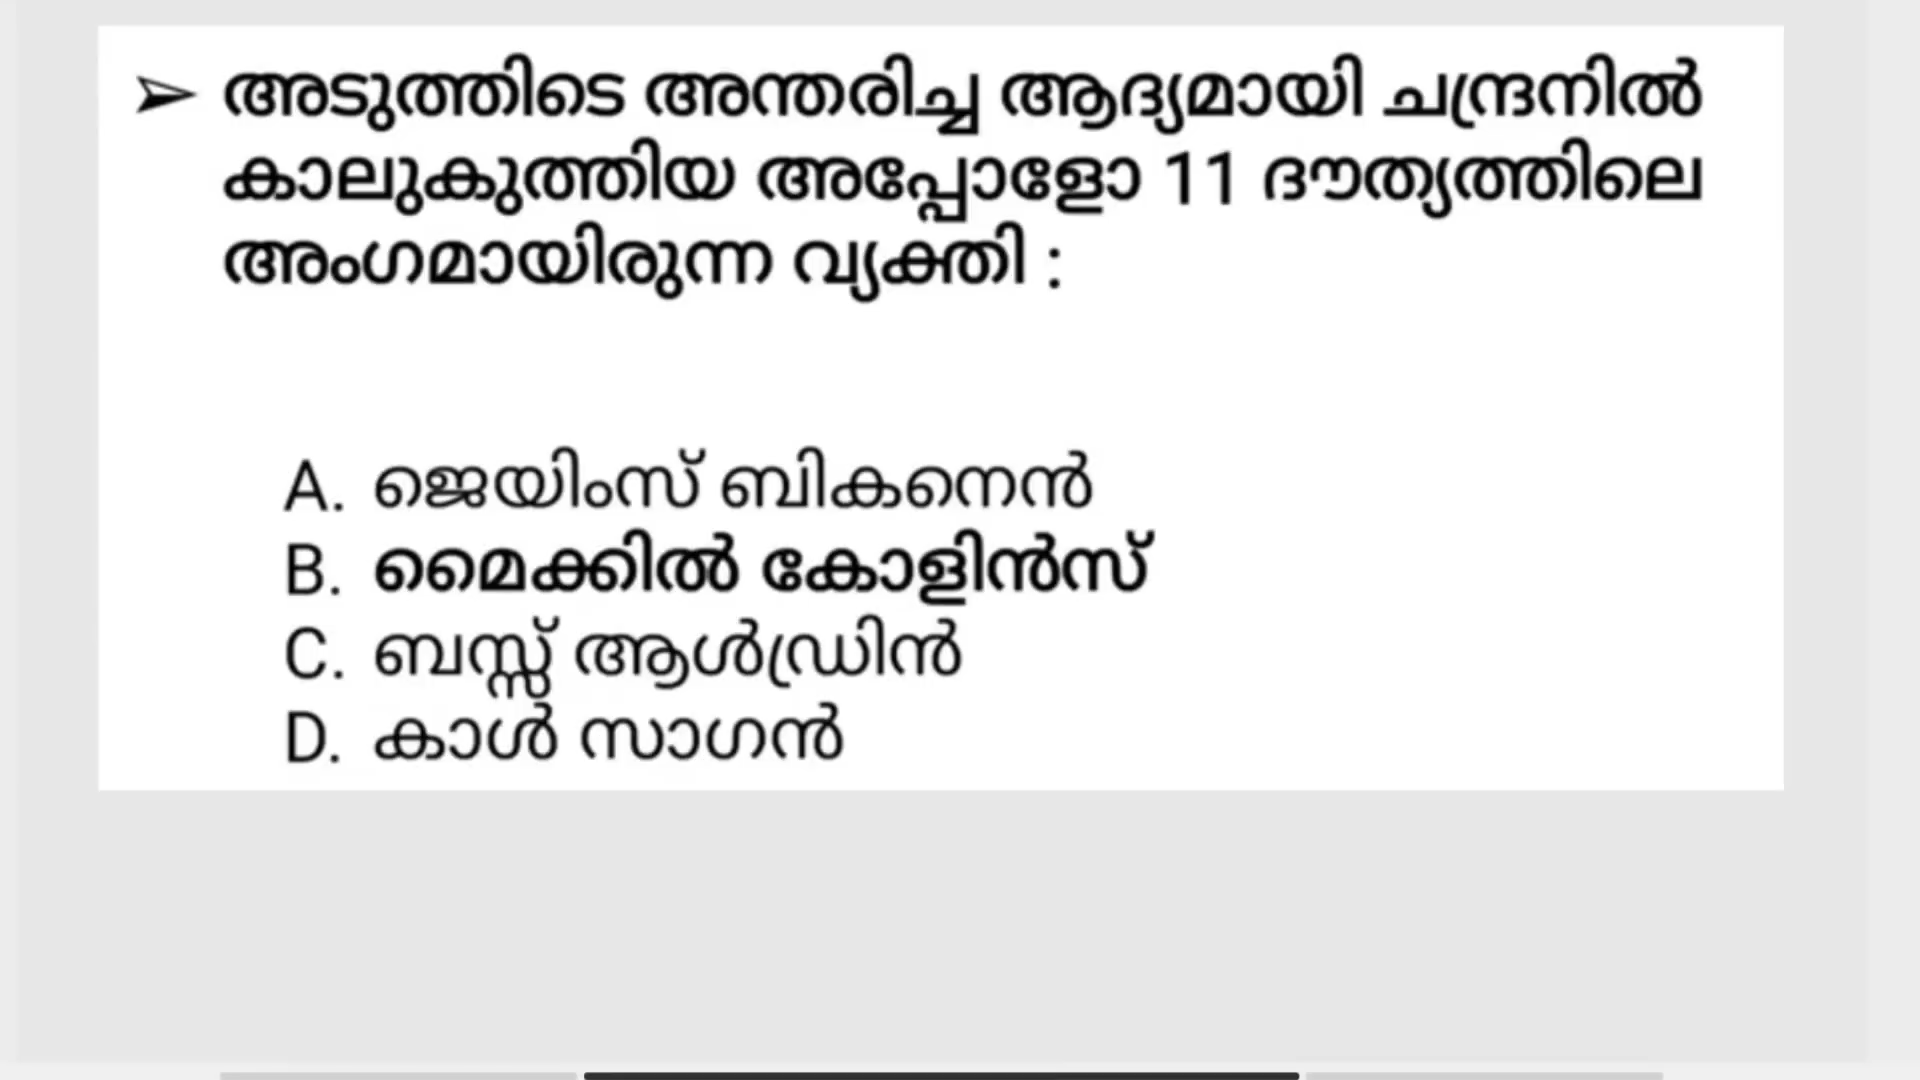 ➢ അടുത്തിടെ അന്തരിച്ച ആദ്യമായി ചന്ദ്രനിൽ
കാലുകുത്തിയ അപ്പോളോ 11 ദൗത്യത്തിലെ
അംഗമായിരുന്ന വ്യക്തി :
A. ജെയിംസ് ബികനെൻ
B. മൈക്കിൽ കോളിൻസ്
C. ബസ്സ് ആൾഡ്രിൻ
D. കാൾ സാഗൻ